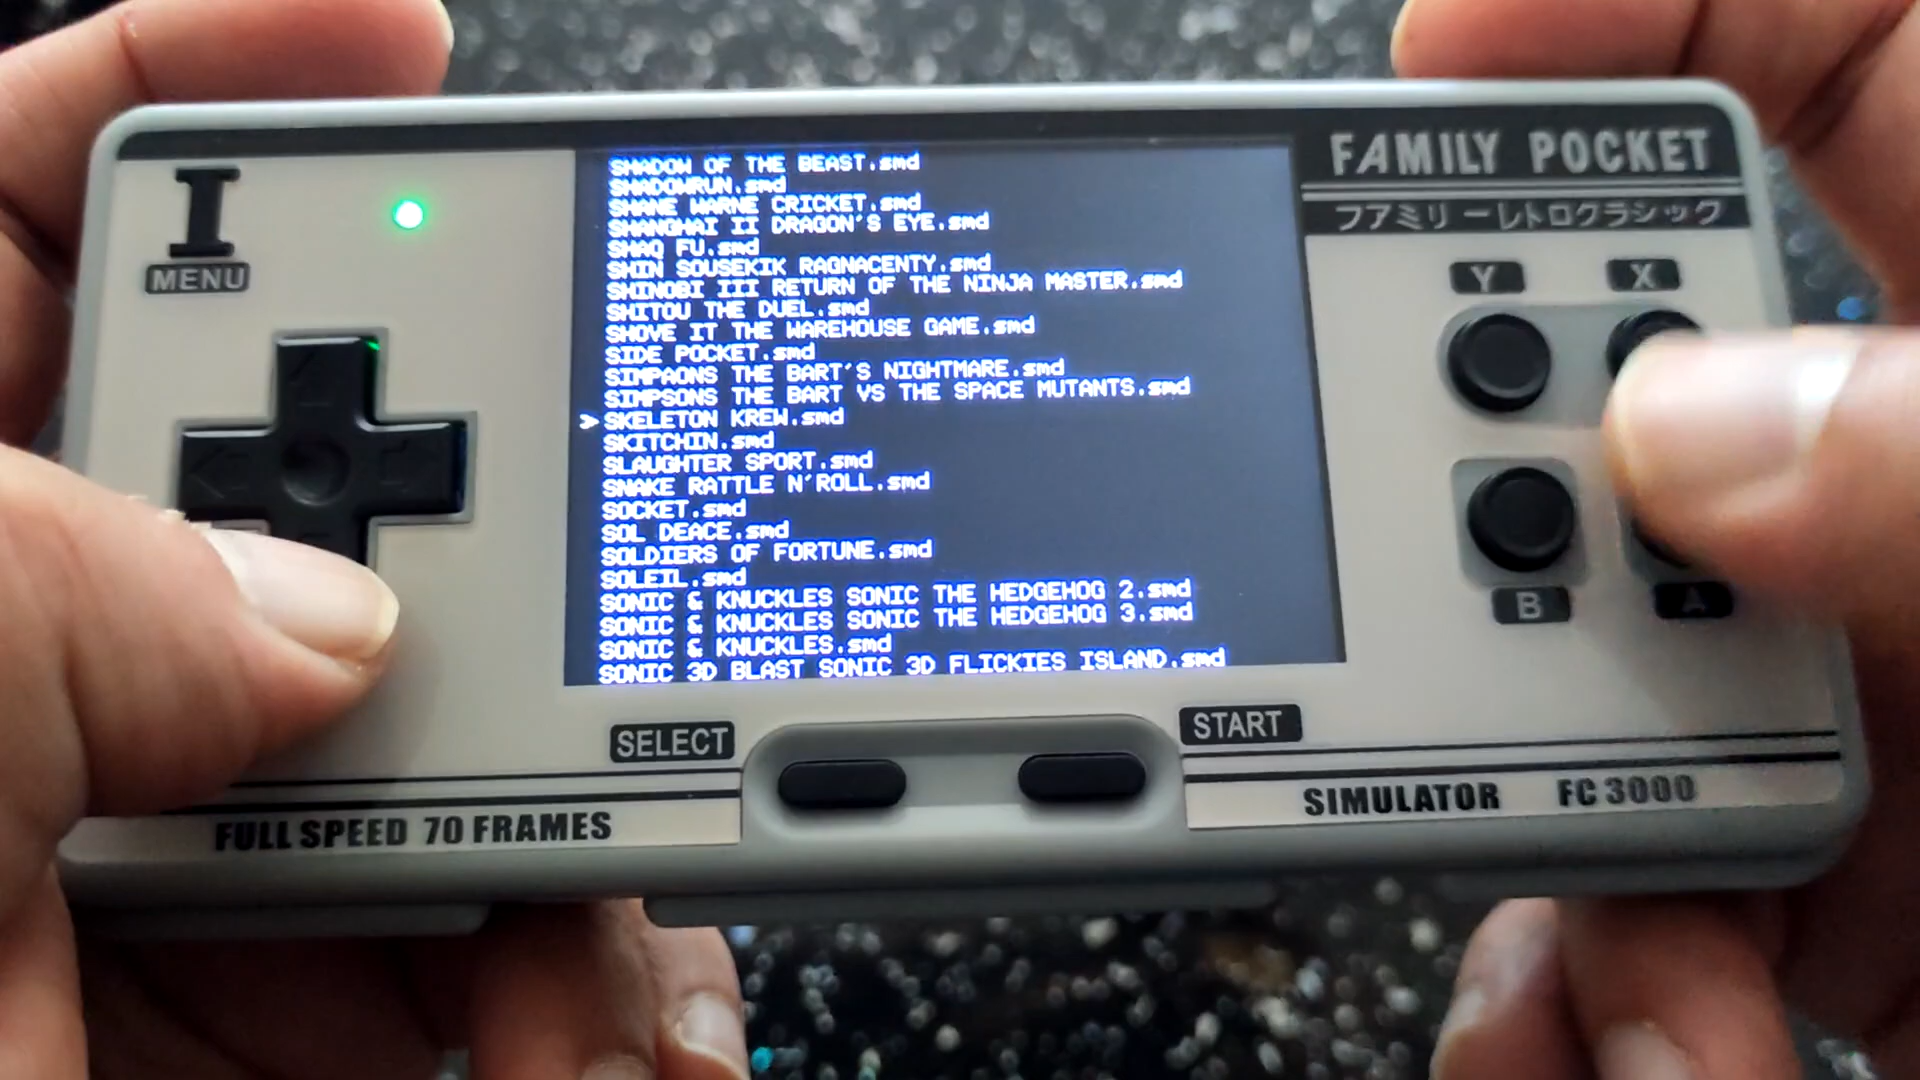 I
MENU
SHADOW OF THE BEAST.smd
SHADOWRUN.smd
SHANE WARNE CRICKET.smd
SHANGHAI II DRAGON'S EYE.smd
SHAQ FU.smd
SHIN SOUSEKIK RAGNACENTY.smd
SHINOBI III RETURN OF THE NINJA MASTER.smd
SHITOU THE DUEL.smd
SHOVE IT THE WAREHOUSE GAME.smd
SIDE POCKET.smd
SIMPAONS THE BART'S NIGHTMARE.smd
SIMPSONS THE BART VS THE SPACE MUTANTS.smd
>SKELETON KREW.smd
SKITCHIN.smd
SLAUGHTER SPORT.smd
SNAKE RATTLE N'ROLL.smd
SOCKET.smd
SOL DEACE.smd
SOLDIERS OF FORTUNE.smd
SOLEIL.smd
SONIC & KNUCKLES SONIC THE HEDGEHOG 2.smd
SONIC & KNUCKLES SONIC THE HEDGEHOG 3.smd
SONIC & KNUCKLES.smd
SONIC 3D BLAST SONIC 3D FLICKIES ISLAND.smd
FAMILY POCKET
フアミリーレトロクラシック
Y X
B A
SELECT
START
FULL SPEED 70 FRAMES
SIMULATOR FC 3000